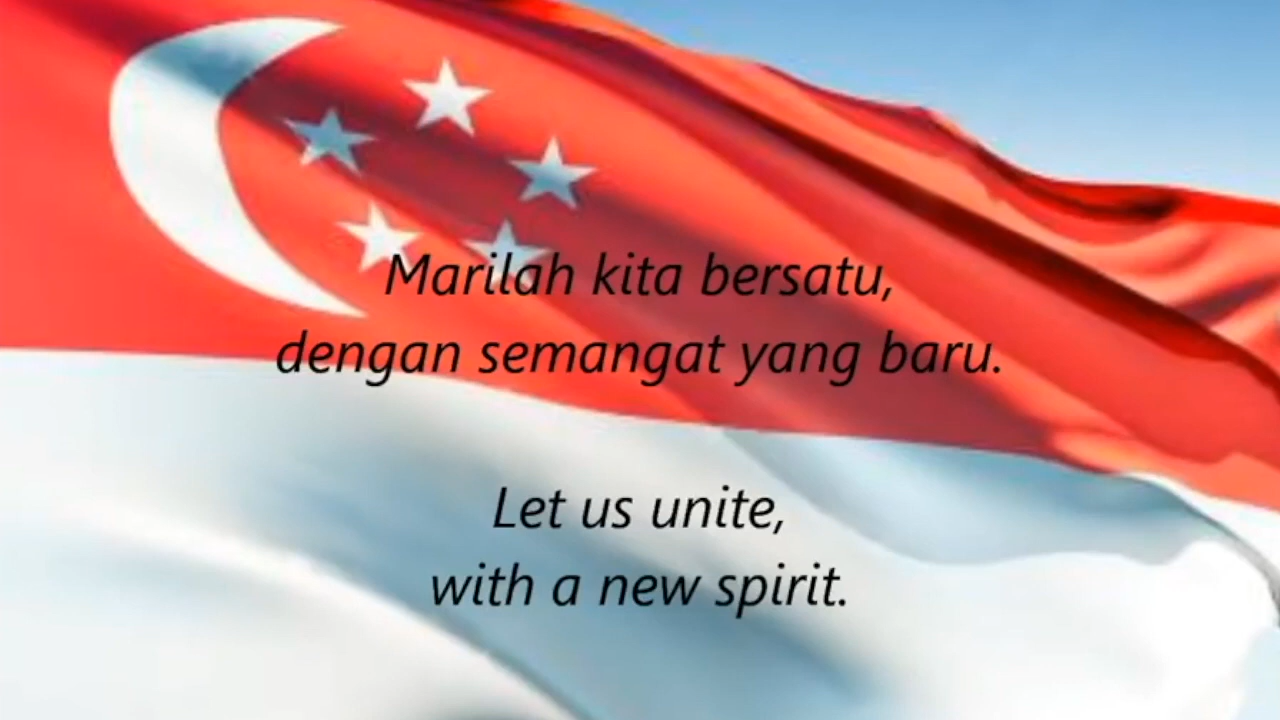 Marilah kita bersatu,
dengan semangat yang baru.
Let us unite,
with a new spirit.